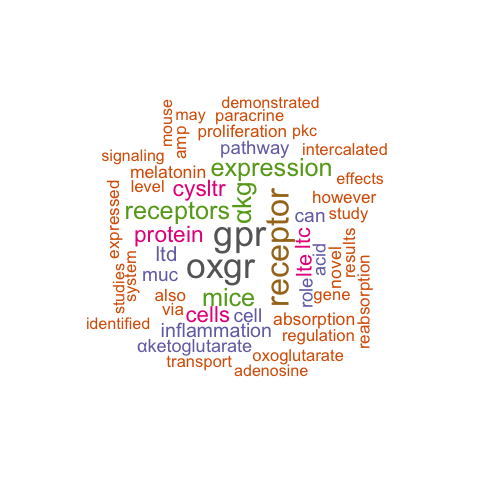 demonstrated
mouse
may
paracrine
amp
proliferation
pkc
pathway
intercalated
signaling
melatonin
expression
effects
level
cysltr
αkg
receptor
however
expressed
receptors
can
study
protein
gpr
ltc
lte
acid
novel
results
ltd
oxgr
role
reabsorption
studies
system
muc
mice
gene
also
via
cells
cell
absorption
identified
inflammation
regulation
αketoglutarate
oxoglutarate
transport
adenosine